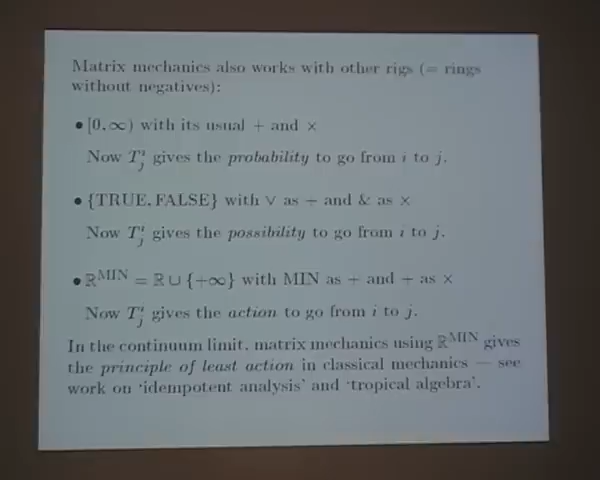 Matrix mechanics also works with other rigs (= rings
without negatives):
• [0,∞) with its usual + and ×
Now T^i_j gives the probability to go from i to j.
• {TRUE, FALSE} with ∨ as + and & as ×
Now T^i_j gives the possibility to go from i to j.
• ℝ^MIN = ℝ ∪ {+∞} with MIN as + and + as ×
Now T^i_j gives the action to go from i to j.
In the continuum limit, matrix mechanics using ℝ^MIN gives
the principle of least action in classical mechanics — see
work on ‘idempotent analysis’ and ‘tropical algebra’.